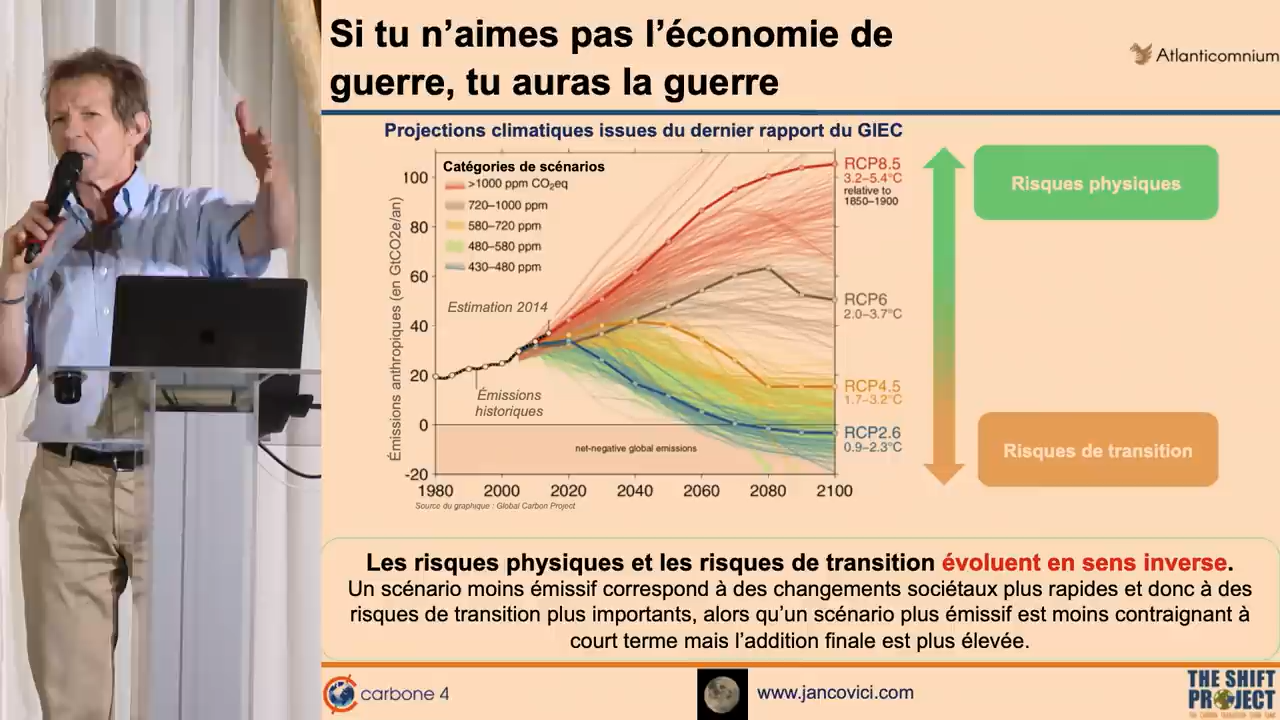 Si tu n’aimes pas l’économie de
guerre, tu auras la guerre
Atlanticomnium
Projections climatiques issues du dernier rapport du GIEC
Émissions anthropiques (en GtCO2e/an)
100
80
60
40
20
0
-20
Catégories de scénarios
>1000 ppm CO₂eq
720–1000 ppm
580–720 ppm
480–580 ppm
430–480 ppm
Estimation 2014
Émissions
historiques
net-negative global emissions
RCP8.5
3.2–5.4°C
relative to
1850–1900
RCP6
2.0–3.7°C
RCP4.5
1.7–3.2°C
RCP2.6
0.9–2.3°C
1980 2000 2020 2040 2060 2080 2100
Source du graphique : Global Carbon Project
Risques physiques
Risques de transition
Les risques physiques et les risques de transition évoluent en sens inverse.
Un scénario moins émissif correspond à des changements sociétaux plus rapides et donc à des
risques de transition plus importants, alors qu’un scénario plus émissif est moins contraignant à
court terme mais l’addition finale est plus élevée.
carbone 4
www.jancovici.com
THE SHIFT
PROJECT